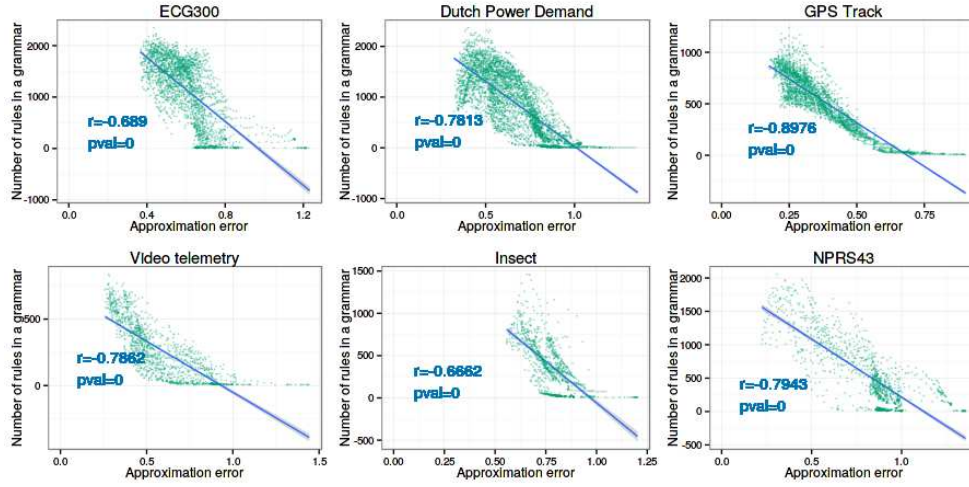 ECG300
Number of rules in a grammar
2000
1000
0
-1000
r=-0.689
pval=0
0.0 0.4 0.8 1.2
Approximation error
Dutch Power Demand
Number of rules in a grammar
2000
1000
0
-1000
r=-0.7813
pval=0
0.0 0.5 1.0
Approximation error
GPS Track
Number of rules in a grammar
1000
500
0
r=-0.8976
pval=0
0.00 0.25 0.50 0.75
Approximation error
Video telemetry
Number of rules in a grammar
500
0
r=-0.7862
pval=0
0.0 0.5 1.0 1.5
Approximation error
Insect
Number of rules in a grammar
1500
1000
500
0
-500
r=-0.6662
pval=0
0.00 0.25 0.50 0.75 1.00 1.25
Approximation error
NPRS43
Number of rules in a grammar
2000
1500
1000
500
0
-500
r=-0.7943
pval=0
0.0 0.5 1.0
Approximation error